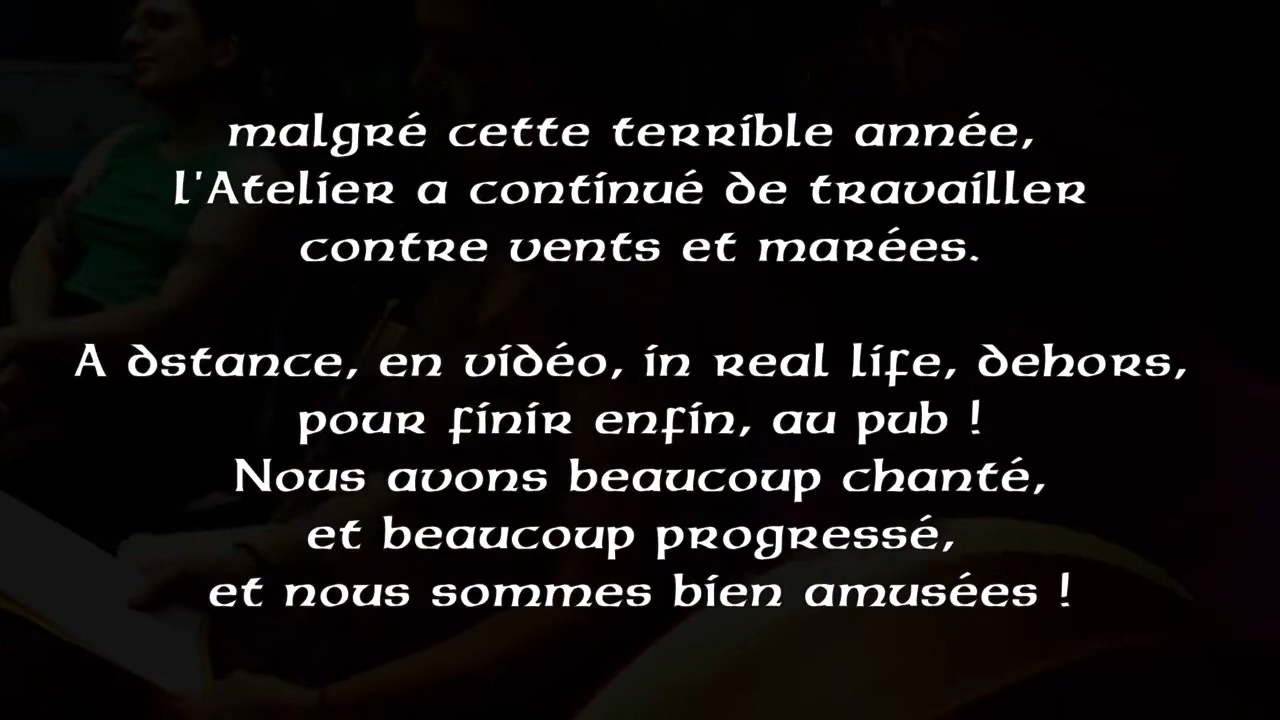 malgré cette terrible année,
l'Atelier a continué de travailler
contre vents et marées.
A dstance, en vidéo, in real life, dehors,
pour finir enfin, au pub !
Nous avons beaucoup chanté,
et beaucoup progressé,
et nous sommes bien amusées !